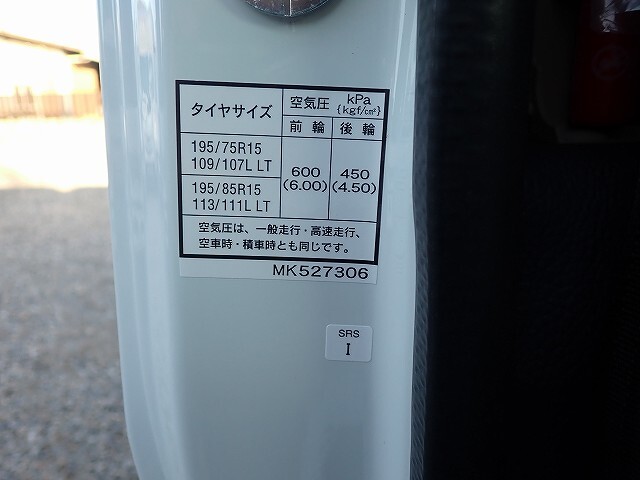 タイヤサイズ
空気圧 kPa
{kgf/c㎡}
前輪 後輪
195/75R15
109/107L LT
195/85R15
113/111L LT
600
(6.00)
450
(4.50)
空気圧は、一般走行・高速走行、
空車時・積車時とも同じです。
MK527306
SRS
I